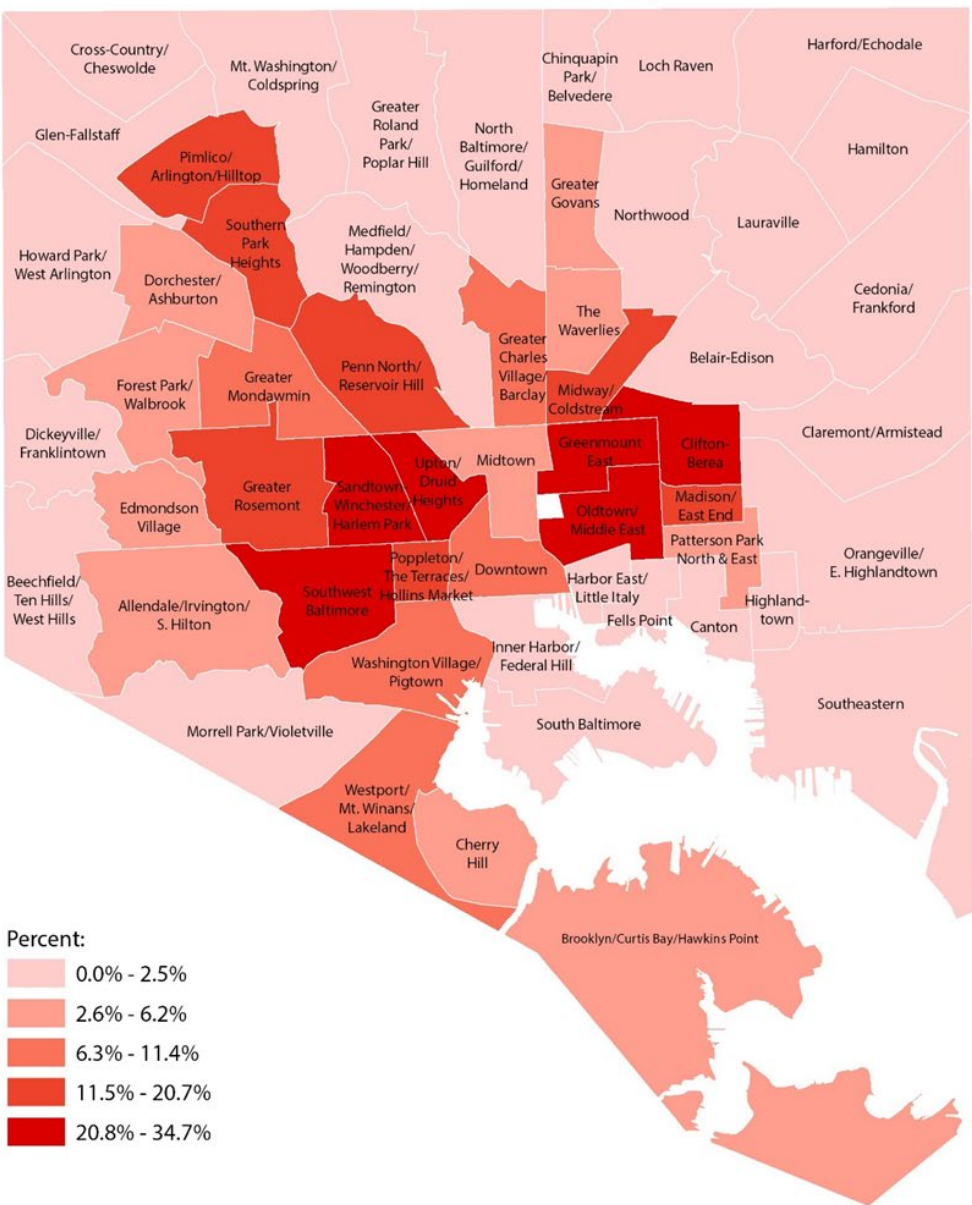 Cross-Country/
Cheswolde
Mt. Washington/
Coldspring
Greater
Roland
Park/
Poplar Hill
North
Baltimore/
Guilford/
Homeland
Chinquapin
Park/
Belvedere
Loch Raven
Harford/Echodale
Glen-Fallstaff
Pimlico/
Arlington/Hilltop
Greater
Govans
Northwood
Lauraville
Hamilton
Howard Park/
West Arlington
Southern
Park
Heights
Medfield/
Hampden/
Woodberry/
Remington
Dorchester/
Ashburton
Cedonia/
Frankford
The
Waverlies
Belair-Edison
Greater
Charles
Village/
Barclay
Penn North/
Reservoir Hill
Forest Park/
Walbrook
Greater
Mondawmin
Midway/
Coldstream
Dickeyville/
Franklintown
Claremont/Armistead
Midtown
Greenmount
East
Clifton-
Berea
Upton/
Druid
Heights
Greater
Rosemont
Sandtown-
Winchester/
Harlem Park
Edmondson
Village
Oldtown/
Middle East
Madison/
East End
Patterson Park
North & East
Orangeville/
E. Highlandtown
Beechfield/
Ten Hills/
West Hills
Allendale/Irvington/
S. Hilton
Southwest
Baltimore
Poppleton/
The Terraces/
Hollins Market
Downtown
Harbor East/
Little Italy
Fells Point
Canton
Highland-
town
Inner Harbor/
Federal Hill
Washington Village/
Pigtown
Southeastern
Morrell Park/Violetville
South Baltimore
Westport/
Mt. Winans/
Lakeland
Cherry
Hill
Brooklyn/Curtis Bay/Hawkins Point
Percent:
0.0% - 2.5%
2.6% - 6.2%
6.3% - 11.4%
11.5% - 20.7%
20.8% - 34.7%